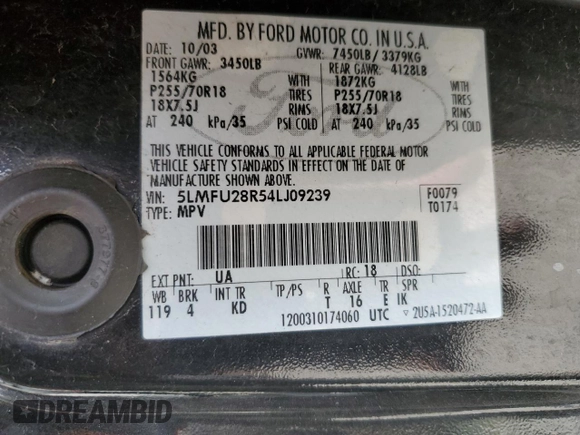 MFD. BY FORD MOTOR CO. IN U.S.A.
DATE: 10/03 GVWR: 7450LB/ 3379KG
FRONT GAWR: 3450LB REAR GAWR: 4128LB
1564KG WITH 1872KG WITH
P255/70R18 TIRES P255/70R18 TIRES
18X7.5J RIMS 18X7.5J RIMS
AT 240 kPa/35 PSI COLD AT 240 kPa/35 PSI COLD
Ford
THIS VEHICLE CONFORMS TO ALL APPLICABLE FEDERAL MOTOR
VEHICLE SAFETY STANDARDS IN EFFECT ON THE DATE OF
MANUFACTURE SHOWN ABOVE.
VIN: 5LMFU28R54LJ09239 F0079
TYPE: MPV T0174
EXT PNT: UA RC: 18 DSO:
WB BRK INT TR TP/PS R AXLE TR SPR
119 4 KD T 16 E IK
1200310174060 UTC ▽ 2U5A-1520472-AA
DREAMBID